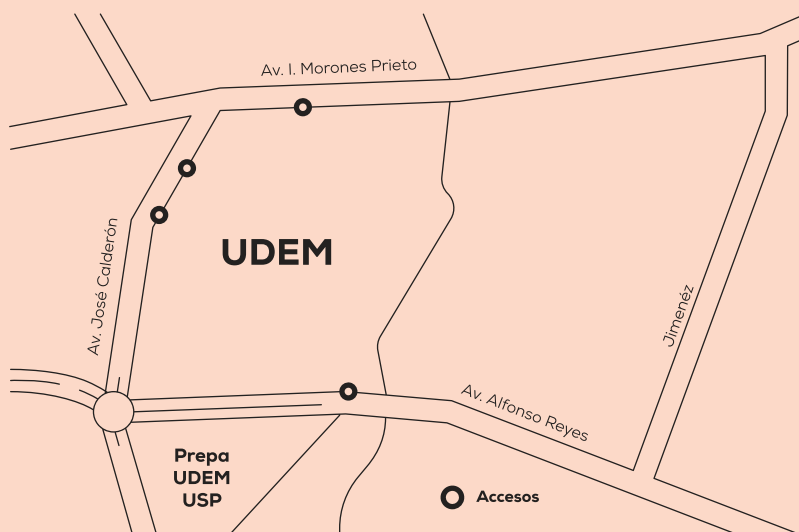 Av. I. Morones Prieto
UDEM
Av. José Calderón
Jimenéz
Av. Alfonso Reyes
Prepa
UDEM
USP
Accesos